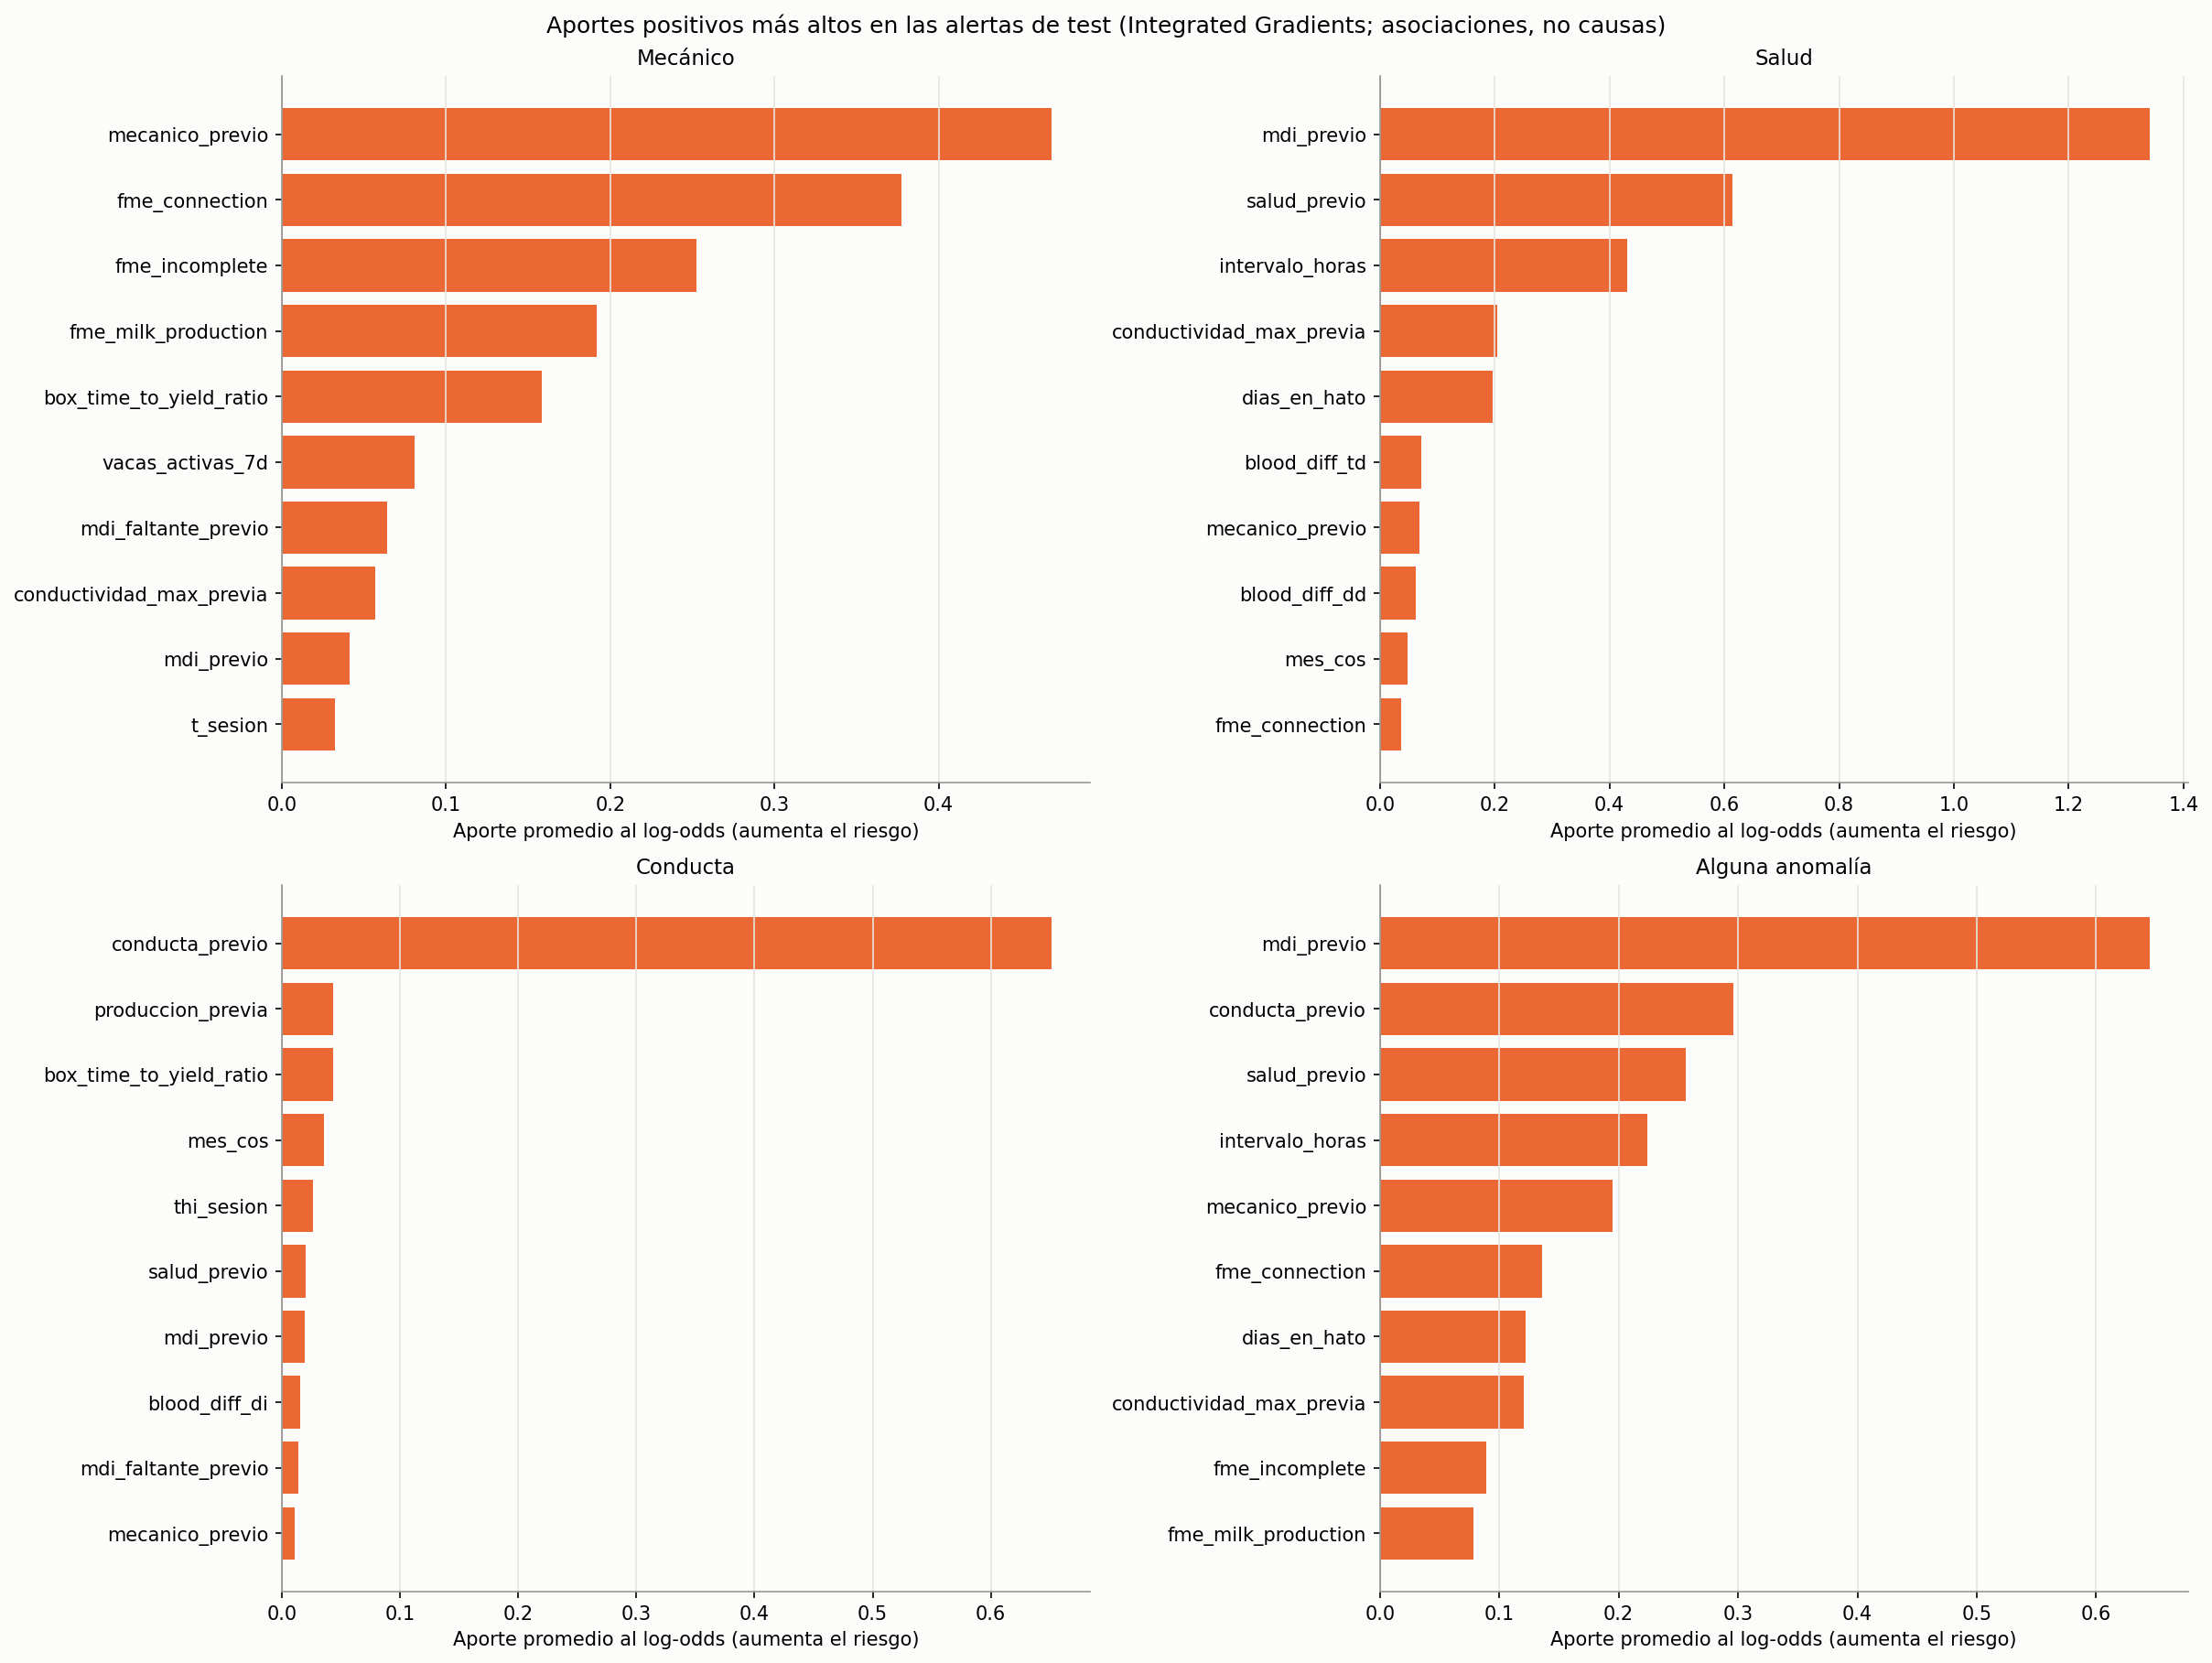 Aportes positivos más altos en las alertas de test (Integrated Gradients; asociaciones, no causas)
Mecánico
mecanico_previo
fme_connection
fme_incomplete
fme_milk_production
box_time_to_yield_ratio
vacas_activas_7d
mdi_faltante_previo
conductividad_max_previa
mdi_previo
t_sesion
0.0 0.1 0.2 0.3 0.4
Aporte promedio al log-odds (aumenta el riesgo)
Salud
mdi_previo
salud_previo
intervalo_horas
conductividad_max_previa
dias_en_hato
blood_diff_td
mecanico_previo
blood_diff_dd
mes_cos
fme_connection
0.0 0.2 0.4 0.6 0.8 1.0 1.2 1.4
Aporte promedio al log-odds (aumenta el riesgo)
Conducta
conducta_previo
produccion_previa
box_time_to_yield_ratio
mes_cos
thi_sesion
salud_previo
mdi_previo
blood_diff_di
mdi_faltante_previo
mecanico_previo
0.0 0.1 0.2 0.3 0.4 0.5 0.6
Aporte promedio al log-odds (aumenta el riesgo)
Alguna anomalía
mdi_previo
conducta_previo
salud_previo
intervalo_horas
mecanico_previo
fme_connection
dias_en_hato
conductividad_max_previa
fme_incomplete
fme_milk_production
0.0 0.1 0.2 0.3 0.4 0.5 0.6
Aporte promedio al log-odds (aumenta el riesgo)